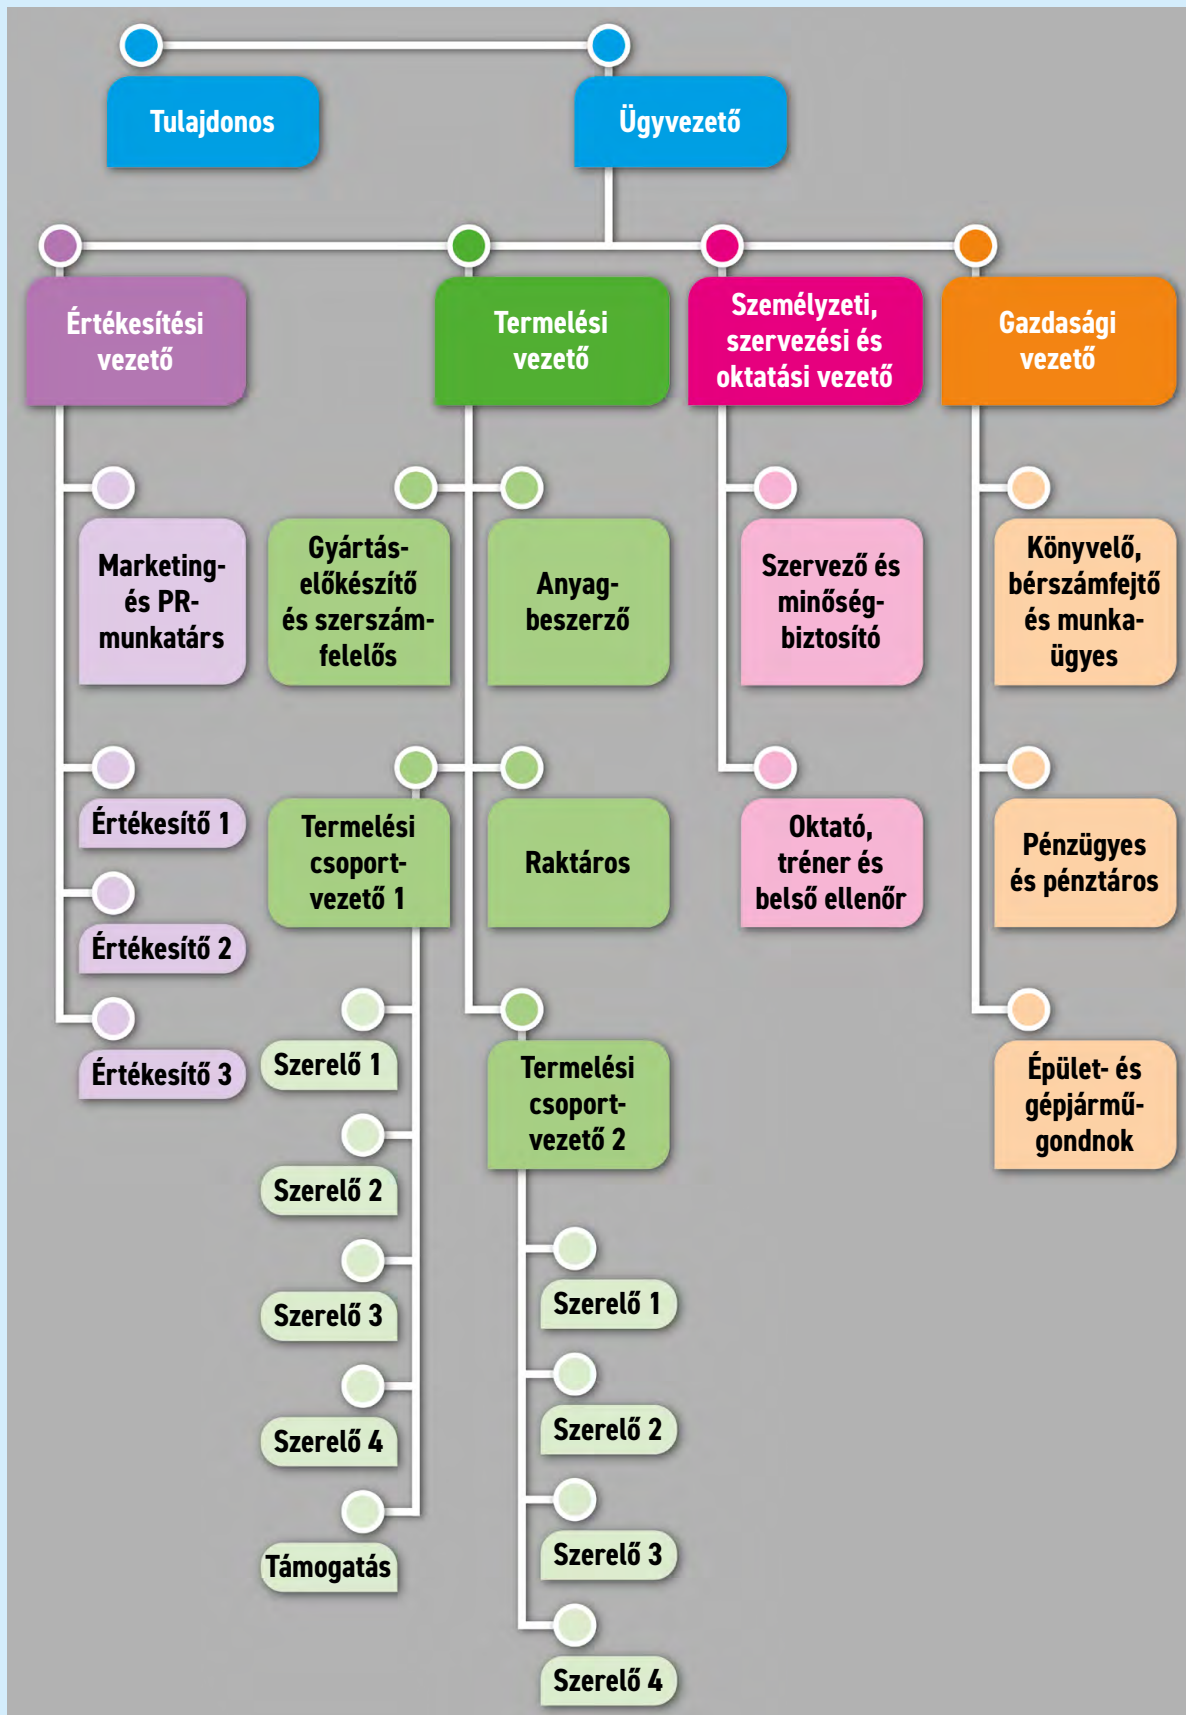 Tulajdonos
Ügyvezető
Értékesítési
vezető
Termelési
vezető
Személyzeti,
szervezési és
oktatási vezető
Gazdasági
vezető
Marketing-
és PR-
munkatárs
Gyártás-
előkészítő
és szerszám-
felelős
Anyag-
beszerző
Szervező és
minőség-
biztosító
Könyvelő,
bérszámfejtő
és munka-
ügyes
Értékesítő 1
Értékesítő 2
Értékesítő 3
Termelési
csoport-
vezető 1
Raktáros
Oktató,
tréner és
belső ellenőr
Pénzügyes
és pénztáros
Szerelő 1
Szerelő 2
Szerelő 3
Szerelő 4
Támogatás
Termelési
csoport-
vezető 2
Épület- és
gépjármű-
gondnok
Szerelő 1
Szerelő 2
Szerelő 3
Szerelő 4